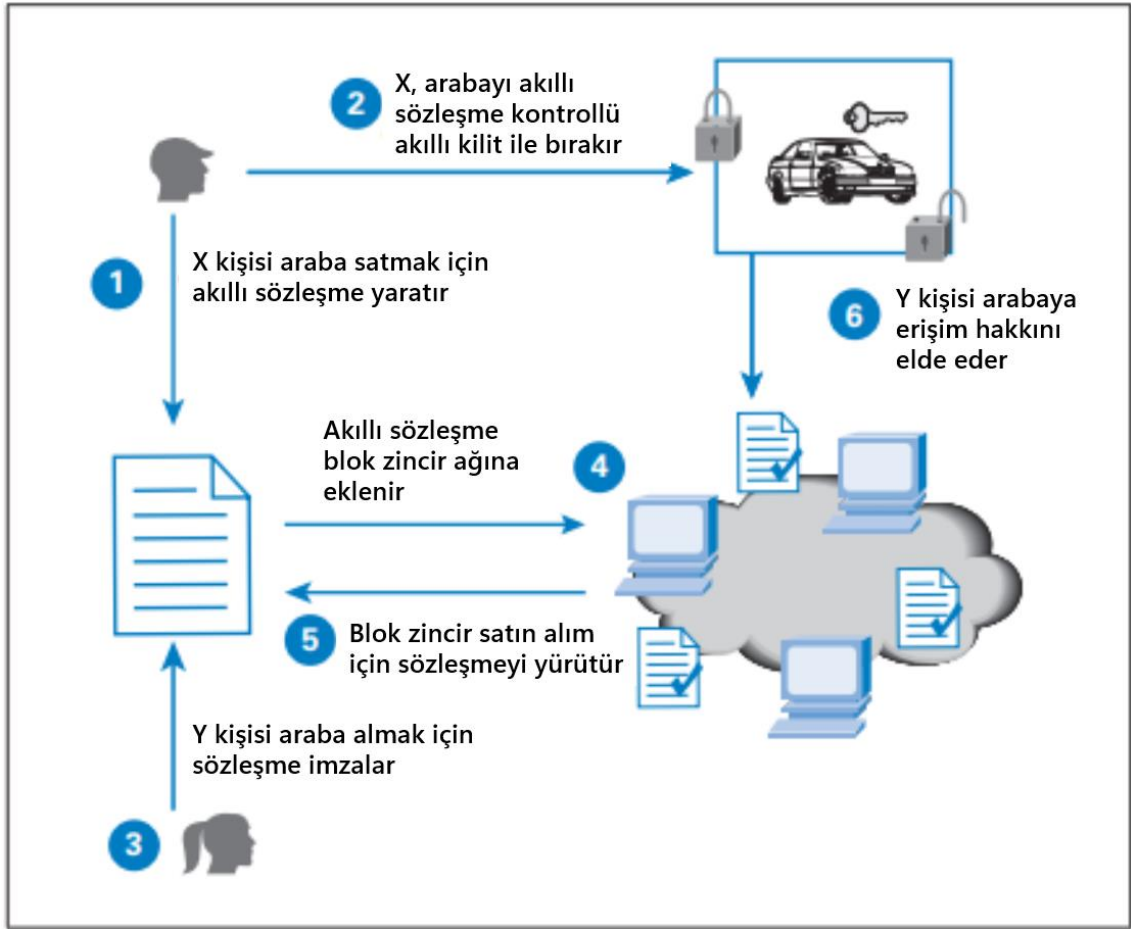 1
X kişisi araba satmak için
akıllı sözleşme yaratır
2
X, arabayı akıllı
sözleşme kontrollü
akıllı kilit ile bırakır
3
Y kişisi araba almak için
sözleşme imzalar
4
Akıllı sözleşme
blok zincir ağına
eklenir
5
Blok zincir satın alım
için sözleşmeyi yürütür
6
Y kişisi arabaya
erişim hakkını
elde eder